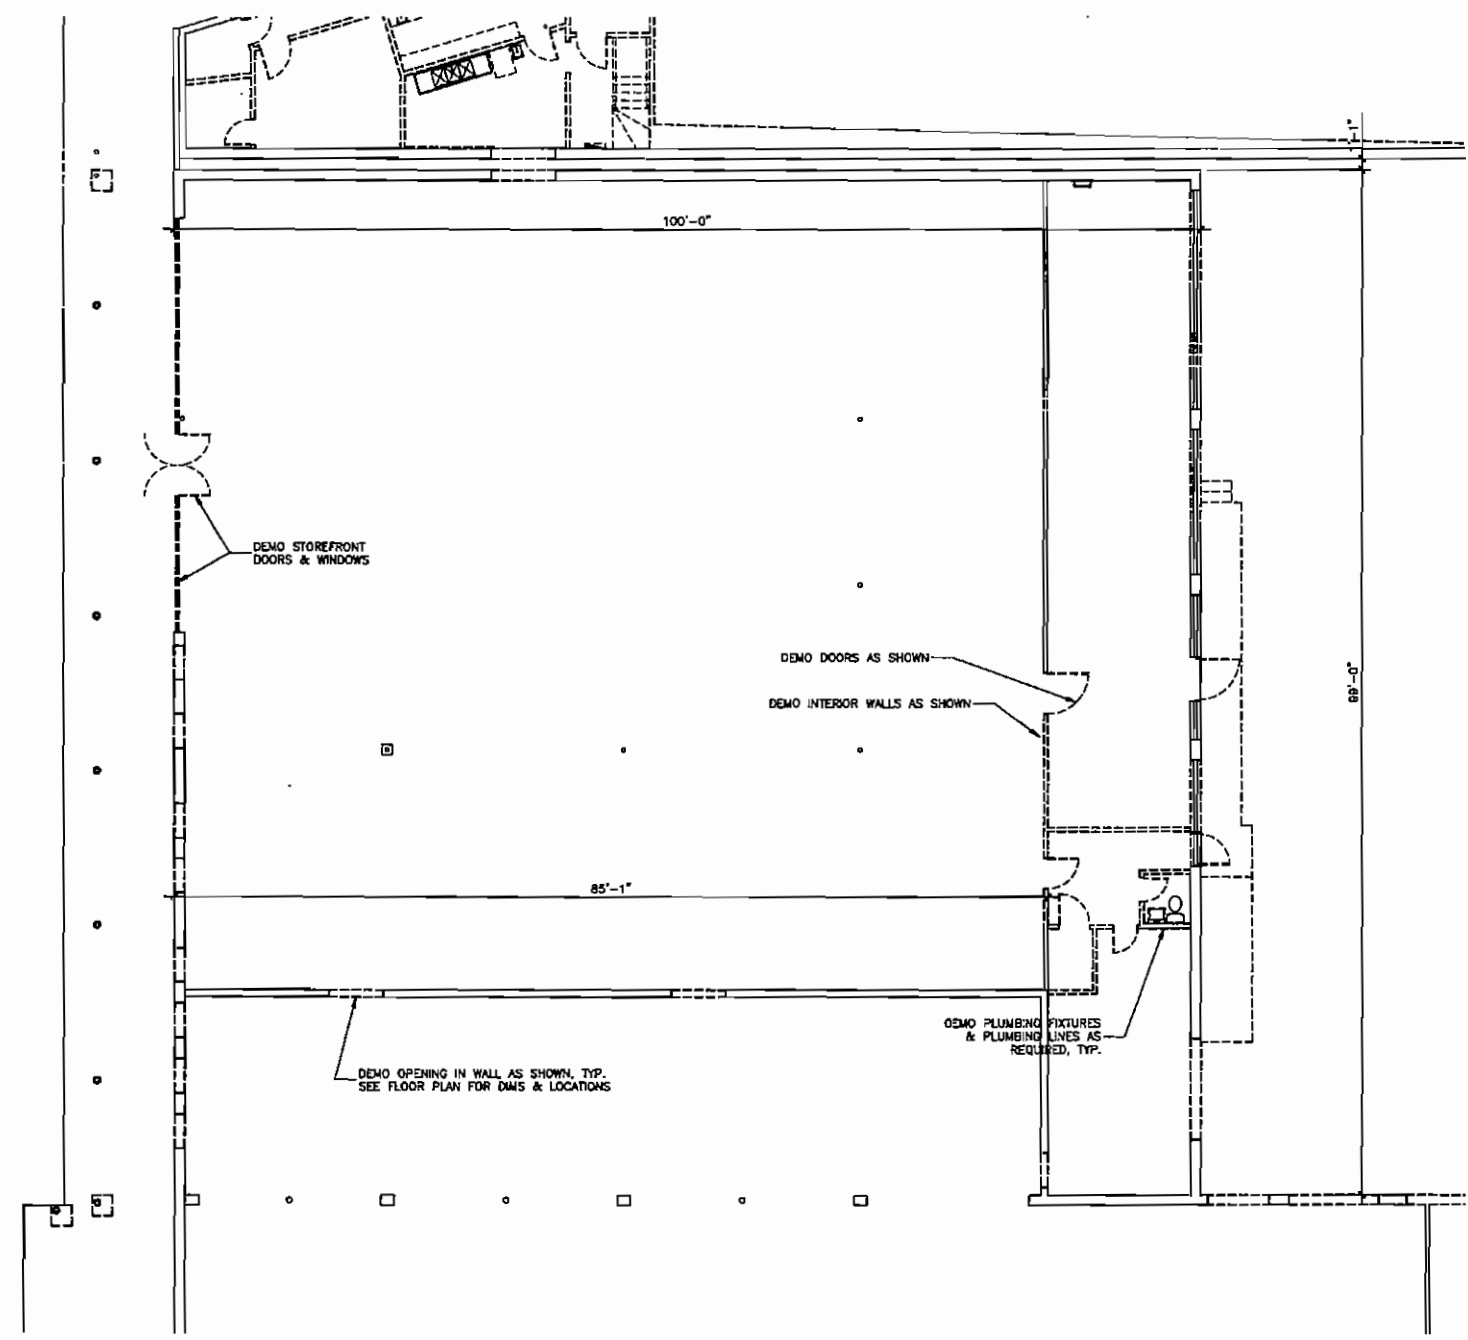 100'-0"
DEMO STOREFRONT
DOORS & WINDOWS
DEMO DOORS AS SHOWN
DEMO INTERIOR WALLS AS SHOWN
85'-1"
DEMO PLUMBING FIXTURES
& PLUMBING LINES AS
REQUIRED, TYP.
DEMO OPENING IN WALL AS SHOWN, TYP.
SEE FLOOR PLAN FOR DIMS & LOCATIONS